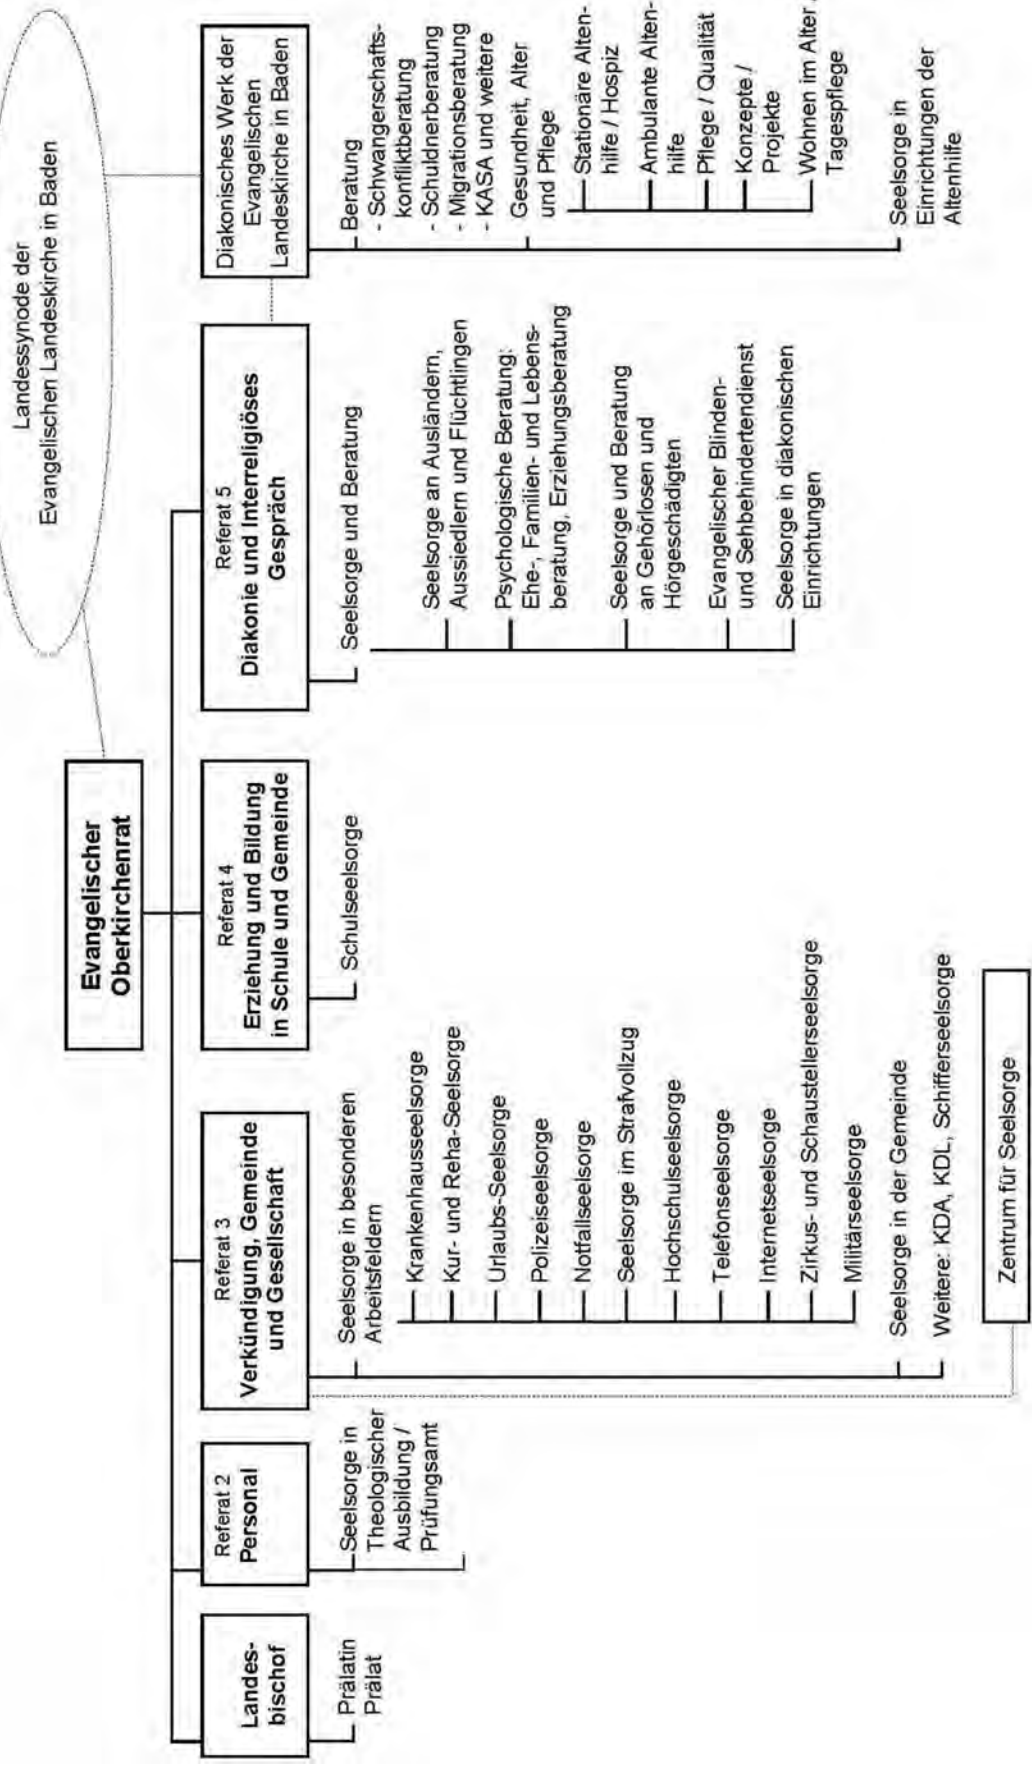 Landessynode der
Evangelischen Landeskirche in Baden
Evangelischer
Oberkirchenrat
Landes-
bischof
Prälatin
Prälat
Referat 2
Personal
Seelsorge in
Theologischer
Ausbildung /
Prüfungsamt
Referat 3
Verkündigung, Gemeinde
und Gesellschaft
Seelsorge in besonderen
Arbeitsfeldern
Krankenhausseelsorge
Kur- und Reha-Seelsorge
Urlaubs-Seelsorge
Polizeiseelsorge
Notfallseelsorge
Seelsorge im Strafvollzug
Hochschulseelsorge
Telefonseelsorge
Internetseelsorge
Zirkus- und Schaustellerseelsorge
Militärseelsorge
Seelsorge in der Gemeinde
Weitere: KDA, KDL, Schifferseelsorge
Zentrum für Seelsorge
Referat 4
Erziehung und Bildung
in Schule und Gemeinde
Schulseelsorge
Referat 5
Diakonie und Interreligiöses
Gespräch
Seelsorge und Beratung
Seelsorge an Ausländern,
Aussiedlern und Flüchtlingen
Psychologische Beratung:
Ehe-, Familien- und Lebens-
beratung, Erziehungsberatung
Seelsorge und Beratung
an Gehörlosen und
Hörgeschädigten
Evangelischer Blinden-
und Sehbehindertendienst
Seelsorge in diakonischen
Einrichtungen
Diakonisches Werk der
Evangelischen
Landeskirche in Baden
Beratung
- Schwangerschafts-
konfliktberatung
- Schuldnerberatung
- Migrationsberatung
- KASA und weitere
Gesundheit, Alter
und Pflege
Stationäre Alten-
hilfe / Hospiz
Ambulante Alten-
hilfe
Pflege / Qualität
Konzepte /
Projekte
Wohnen im Alter /
Tagespflege
Seelsorge in
Einrichtungen der
Altenhilfe